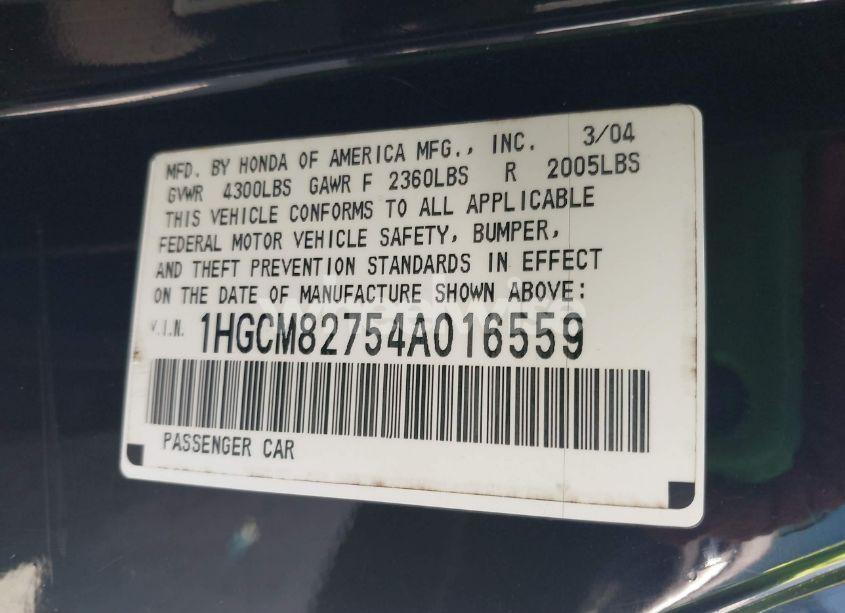 MFD. BY HONDA OF AMERICA MFG., INC. 3/04
GVWR 4300LBS GAWR F 2360LBS R 2005LBS
THIS VEHICLE CONFORMS TO ALL APPLICABLE
FEDERAL MOTOR VEHICLE SAFETY, BUMPER,
AND THEFT PREVENTION STANDARDS IN EFFECT
ON THE DATE OF MANUFACTURE SHOWN ABOVE:
V.I.N. 1HGCM82754A016559
PASSENGER CAR